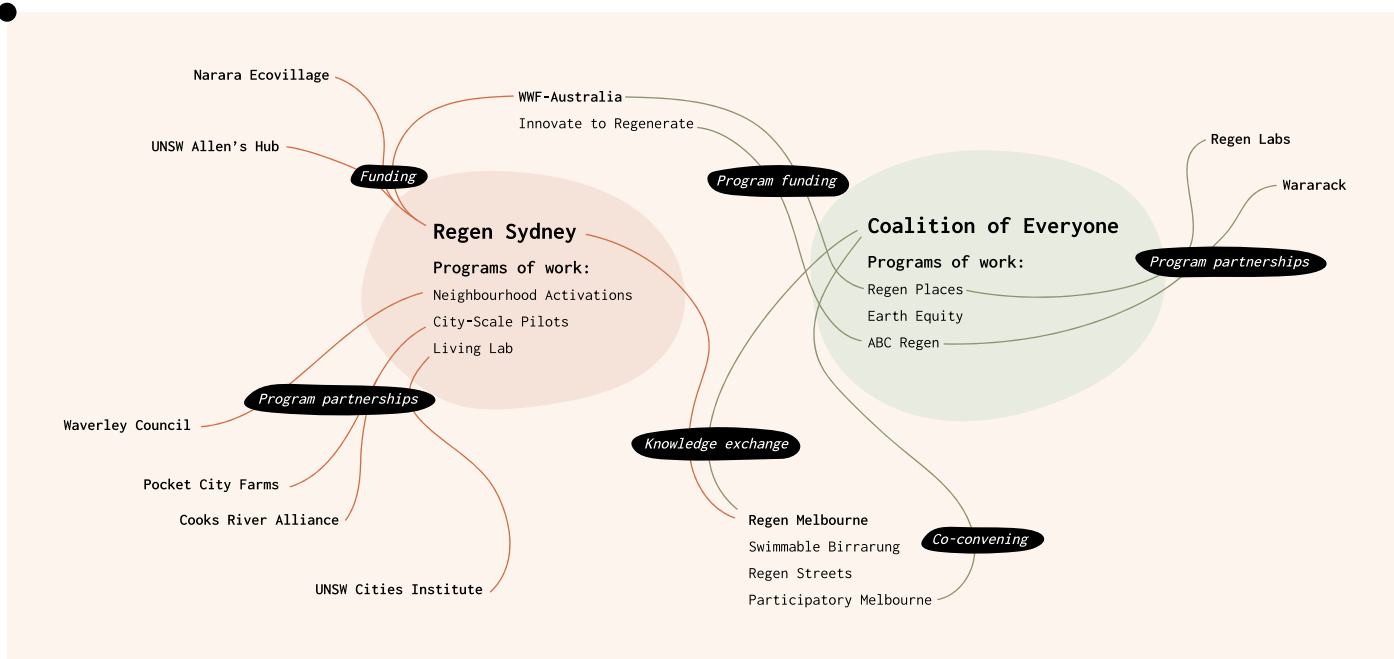 Narara Ecovillage
WWF-Australia
Innovate to Regenerate
UNSW Allen's Hub
Regen Labs
Funding
Program funding
Wararack
Regen Sydney
Programs of work:
Neighbourhood Activations
City-Scale Pilots
Living Lab
Coalition of Everyone
Programs of work:
Regen Places
Earth Equity
ABC Regen
Program partnerships
Program partnerships
Waverley Council
Knowledge exchange
Pocket City Farms
Cooks River Alliance
UNSW Cities Institute
Regen Melbourne
Swimmable Birrarung
Regen Streets
Participatory Melbourne
Co-convening